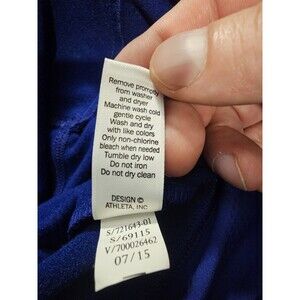 Remove promptly
from washer
and dryer
Machine wash cold
gentle cycle
Wash and dry
with like colors
Only non-chlorine
bleach when needed
Tumble dry low
Do not iron
Do not dry clean
DESIGN ©
ATHLETA, INC
S/721643-01
S/69115
V/700026462
07/15